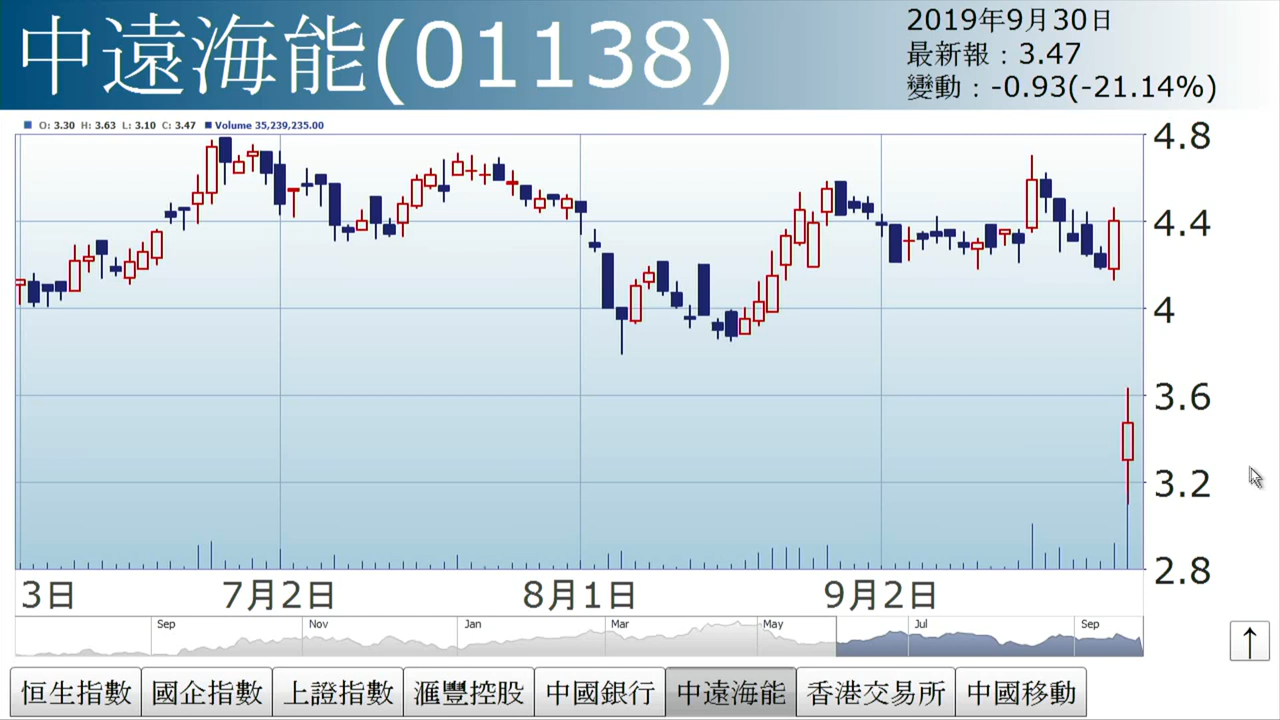 中遠海能(01138)
2019年9月30日
最新報：3.47
變動：-0.93(-21.14%)
O: 3.30 H: 3.63 L: 3.10 C: 3.47 Volume 35,239,235.00
4.8
4.4
4
3.6
3.2
2.8
3日 7月2日 8月1日 9月2日
Sep Nov Jan Mar May Jul Sep
↑
恒生指數 國企指數 上證指數 滙豐控股 中國銀行 中遠海能 香港交易所 中國移動